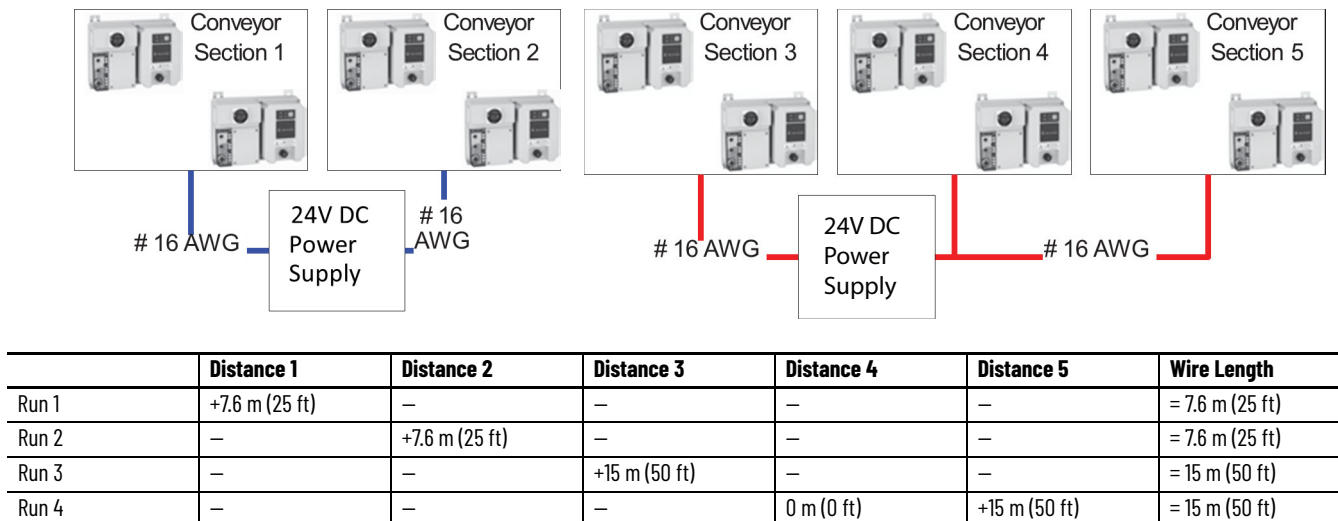 Conveyor
Section 1
Conveyor
Section 2
Conveyor
Section 3
Conveyor
Section 4
Conveyor
Section 5
# 16 AWG
24V DC
Power
Supply
# 16
AWG
# 16 AWG
24V DC
Power
Supply
# 16 AWG
Distance 1 Distance 2 Distance 3 Distance 4 Distance 5 Wire Length
Run 1 +7.6 m (25 ft) — — — — = 7.6 m (25 ft)
Run 2 — +7.6 m (25 ft) — — — = 7.6 m (25 ft)
Run 3 — — +15 m (50 ft) — — = 15 m (50 ft)
Run 4 — — — 0 m (0 ft) +15 m (50 ft) = 15 m (50 ft)